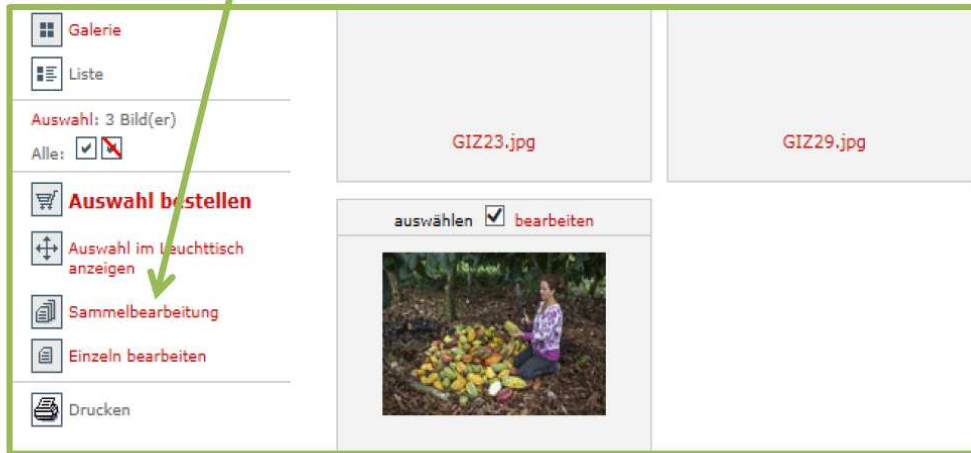 Galerie
Liste
Auswahl: 3 Bild(er)
Alle:
Auswahl bestellen
Auswahl im Leuchttisch
anzeigen
Sammelbearbeitung
Einzeln bearbeiten
Drucken
GIZ23.jpg
GIZ29.jpg
auswählen bearbeiten